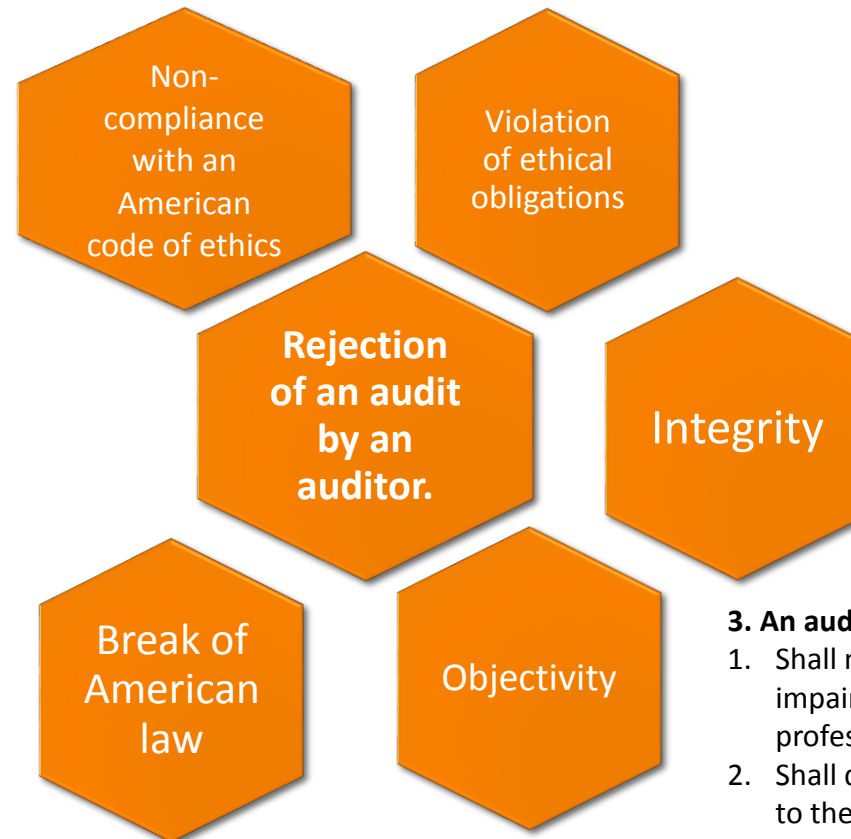 Non-
compliance
with an
American
code of ethics
Violation
of ethical
obligations
Rejection
of an audit
by an
auditor.
Integrity
Break of
American
law
Objectivity
3. An aud
1. Shall
impair
profes
2. Shall
to the